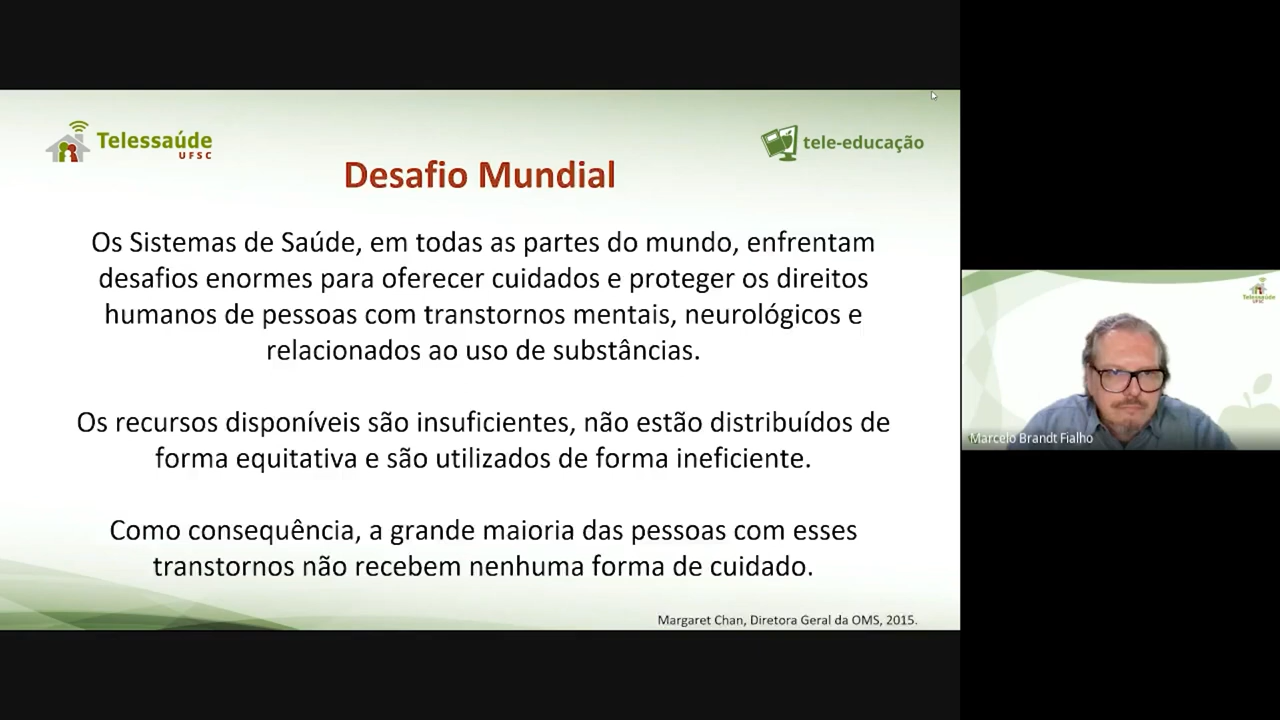 Telessaúde
UFSC
tele-educação
Desafio Mundial
Os Sistemas de Saúde, em todas as partes do mundo, enfrentam
desafios enormes para oferecer cuidados e proteger os direitos
humanos de pessoas com transtornos mentais, neurológicos e
relacionados ao uso de substâncias.
Os recursos disponíveis são insuficientes, não estão distribuídos de
forma equitativa e são utilizados de forma ineficiente.
Como consequência, a grande maioria das pessoas com esses
transtornos não recebem nenhuma forma de cuidado.
Margaret Chan, Diretora Geral da OMS, 2015.
Telessaúde
UFSC
Marcelo Brandt Fialho